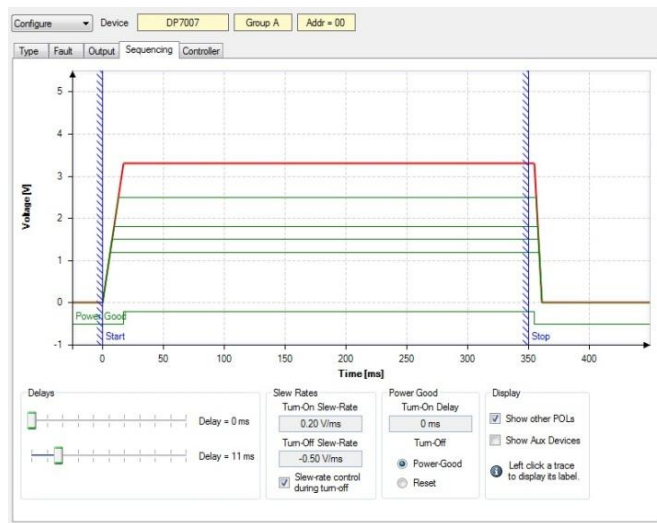 Configure Device DP7007 Group A Addr = 00
Type Fault Output Sequencing Controller
5
4
3
2
1
0
-1
Voltage [V]
Power Good
Start
Stop
0 50 100 150 200 250 300 350 400
Time [ms]
Delays
Delay = 0 ms
Delay = 11 ms
Slew Rates
Turn-On Slew-Rate
0.20 V/ms
Turn-Off Slew-Rate
-0.50 V/ms
Slew-rate control
during turn-off
Power Good
Turn-On Delay
0 ms
Turn-Off
Power-Good
Reset
Display
Show other POLs
Show Aux Devices
Left click a trace
to display its label.